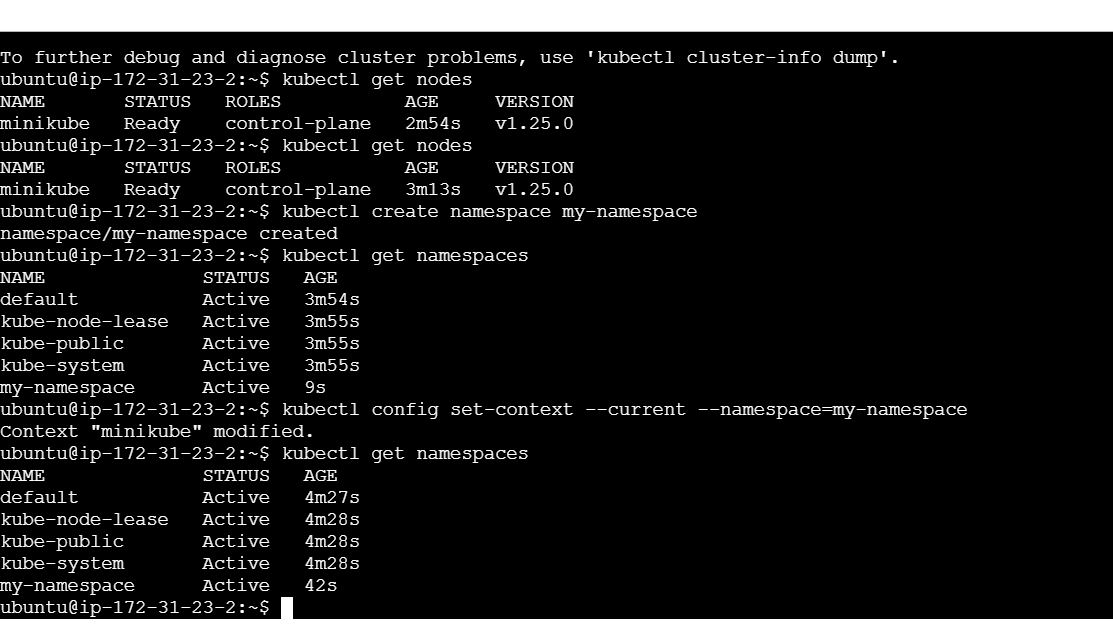 To further debug and diagnose cluster problems, use 'kubectl cluster-info dump'.
ubuntu@ip-172-31-23-2:~$ kubectl get nodes
NAME       STATUS   ROLES           AGE     VERSION
minikube   Ready    control-plane   2m54s   v1.25.0
ubuntu@ip-172-31-23-2:~$ kubectl get nodes
NAME       STATUS   ROLES           AGE     VERSION
minikube   Ready    control-plane   3m13s   v1.25.0
ubuntu@ip-172-31-23-2:~$ kubectl create namespace my-namespace
namespace/my-namespace created
ubuntu@ip-172-31-23-2:~$ kubectl get namespaces
NAME              STATUS   AGE
default           Active   3m54s
kube-node-lease   Active   3m55s
kube-public       Active   3m55s
kube-system       Active   3m55s
my-namespace      Active   9s
ubuntu@ip-172-31-23-2:~$ kubectl config set-context --current --namespace=my-namespace
Context "minikube" modified.
ubuntu@ip-172-31-23-2:~$ kubectl get namespaces
NAME              STATUS   AGE
default           Active   4m27s
kube-node-lease   Active   4m28s
kube-public       Active   4m28s
kube-system       Active   4m28s
my-namespace      Active   42s
ubuntu@ip-172-31-23-2:~$